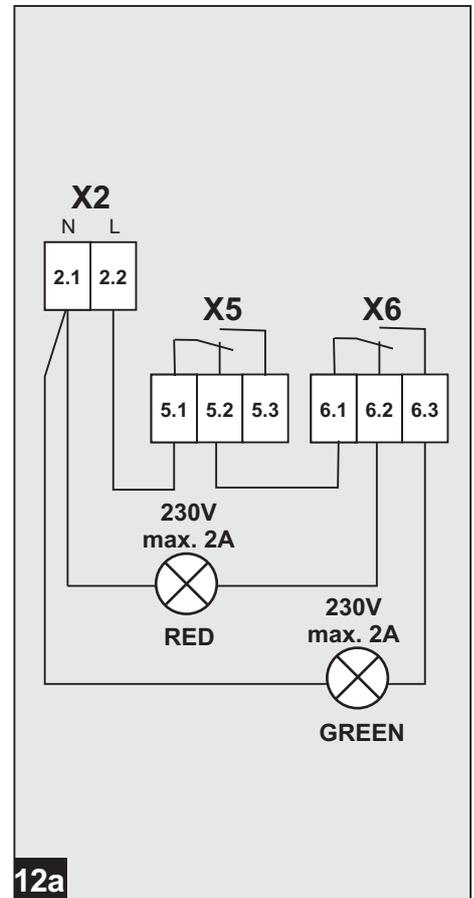 X2
N L
2.1 2.2
X5 X6
5.1 5.2 5.3 6.1 6.2 6.3
230V
max. 2A
RED
230V
max. 2A
GREEN
12a